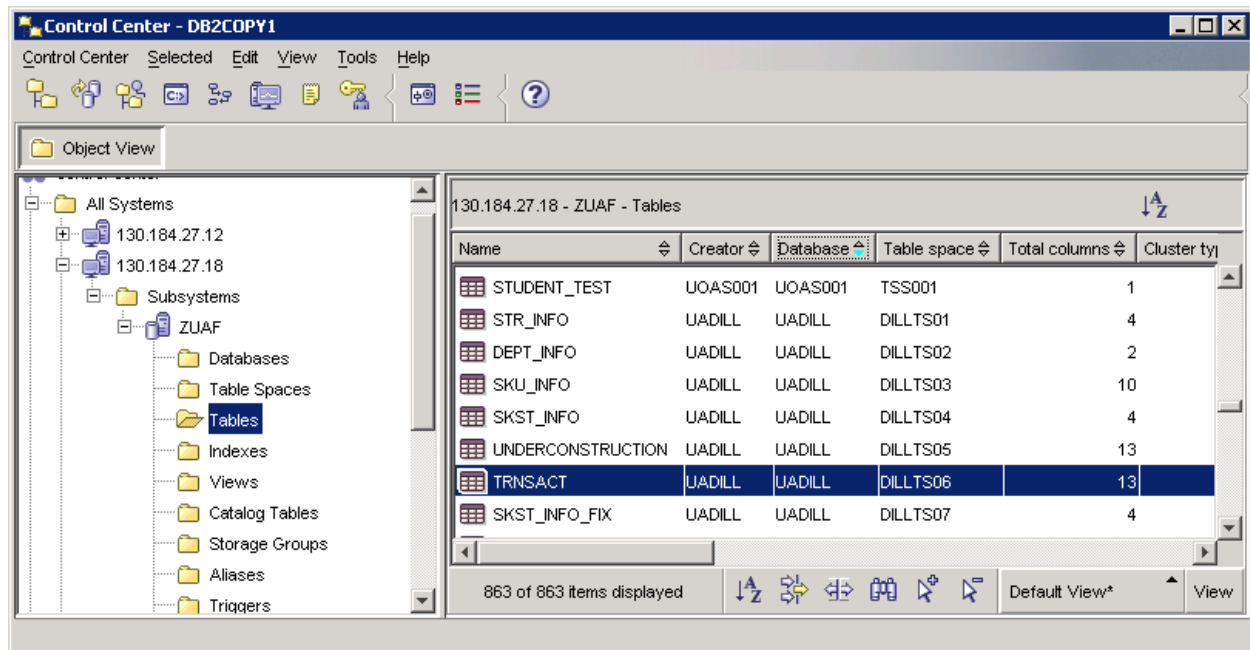 Control Center - DB2COPY1
Control Center Selected Edit View Tools Help
Object View
All Systems
130.184.27.12
130.184.27.18
Subsystems
ZUAF
Databases
Table Spaces
Tables
Indexes
Views
Catalog Tables
Storage Groups
Aliases
Triggers
130.184.27.18 - ZUAF - Tables
Name Creator Database Table space Total columns Cluster typ
STUDENT_TEST UOAS001 UOAS001 TSS001 1
STR_INFO UADILL UADILL DILLTS01 4
DEPT_INFO UADILL UADILL DILLTS02 2
SKU_INFO UADILL UADILL DILLTS03 10
SKST_INFO UADILL UADILL DILLTS04 4
UNDERCONSTRUCTION UADILL UADILL DILLTS05 13
TRNSACT UADILL UADILL DILLTS06 13
SKST_INFO_FIX UADILL UADILL DILLTS07 4
863 of 863 items displayed Default View* View